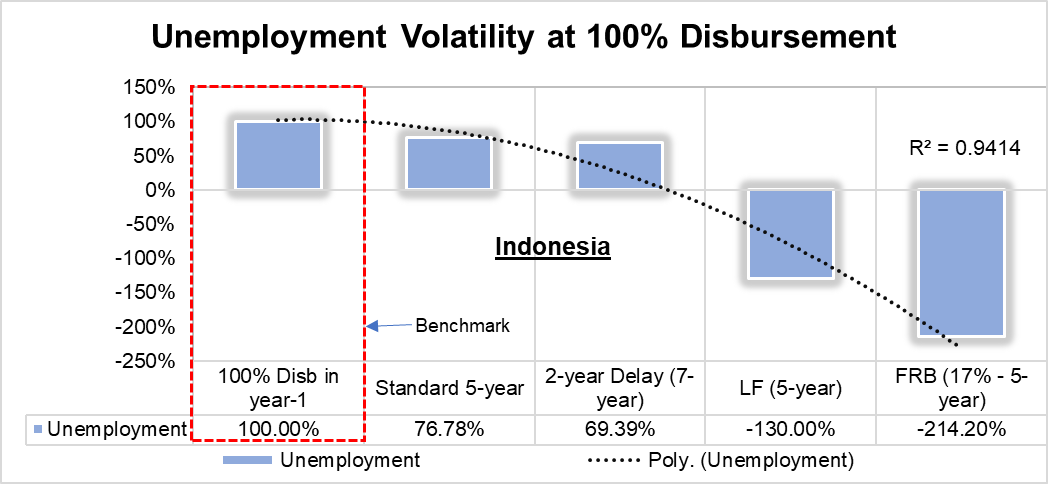 Unemployment Volatility at 100% Disbursement
150%
100%
50%
0%
-50%
-100%
-150%
-200%
-250%
R² = 0.9414
Indonesia
Benchmark
100% Disb in
year-1
Standard 5-year
2-year Delay (7-
year)
LF (5-year)
FRB (17% - 5-
year)
Unemployment 100.00% 76.78% 69.39% -130.00% -214.20%
Unemployment
Poly. (Unemployment)